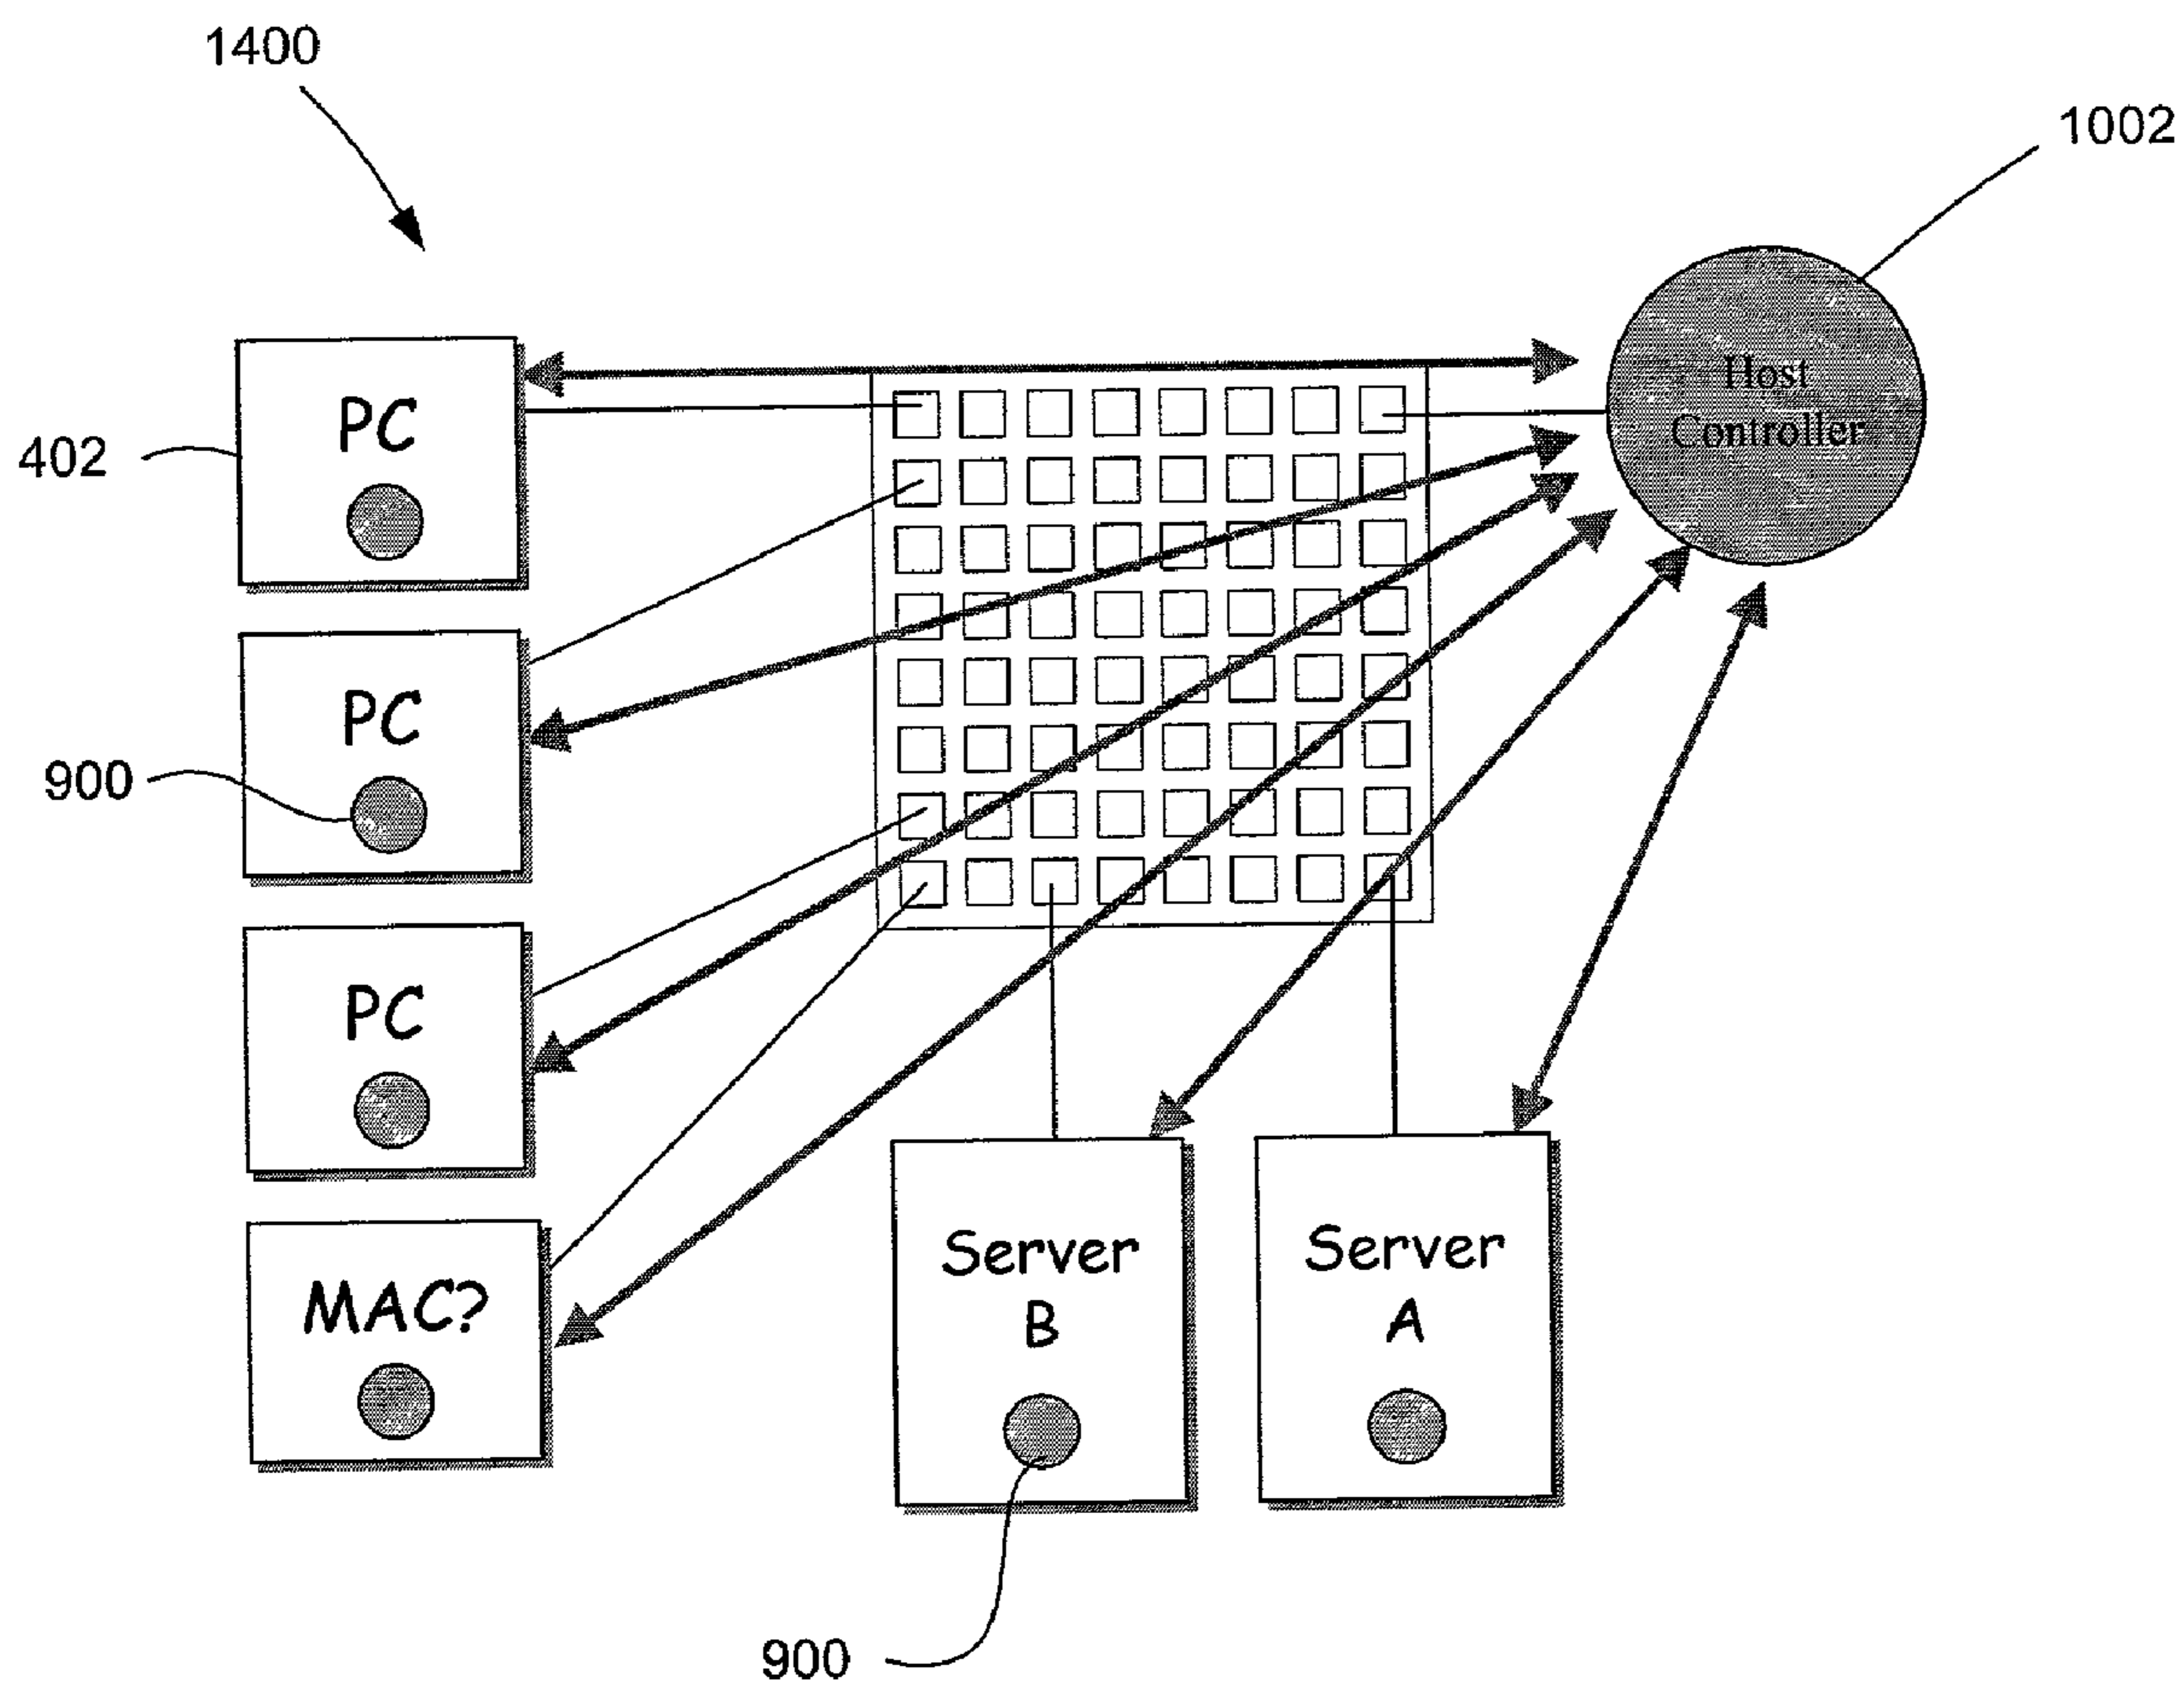 1400
1002
Host
Controller
PC
402
PC
900
PC
MAC?
Server
B
Server
A
900